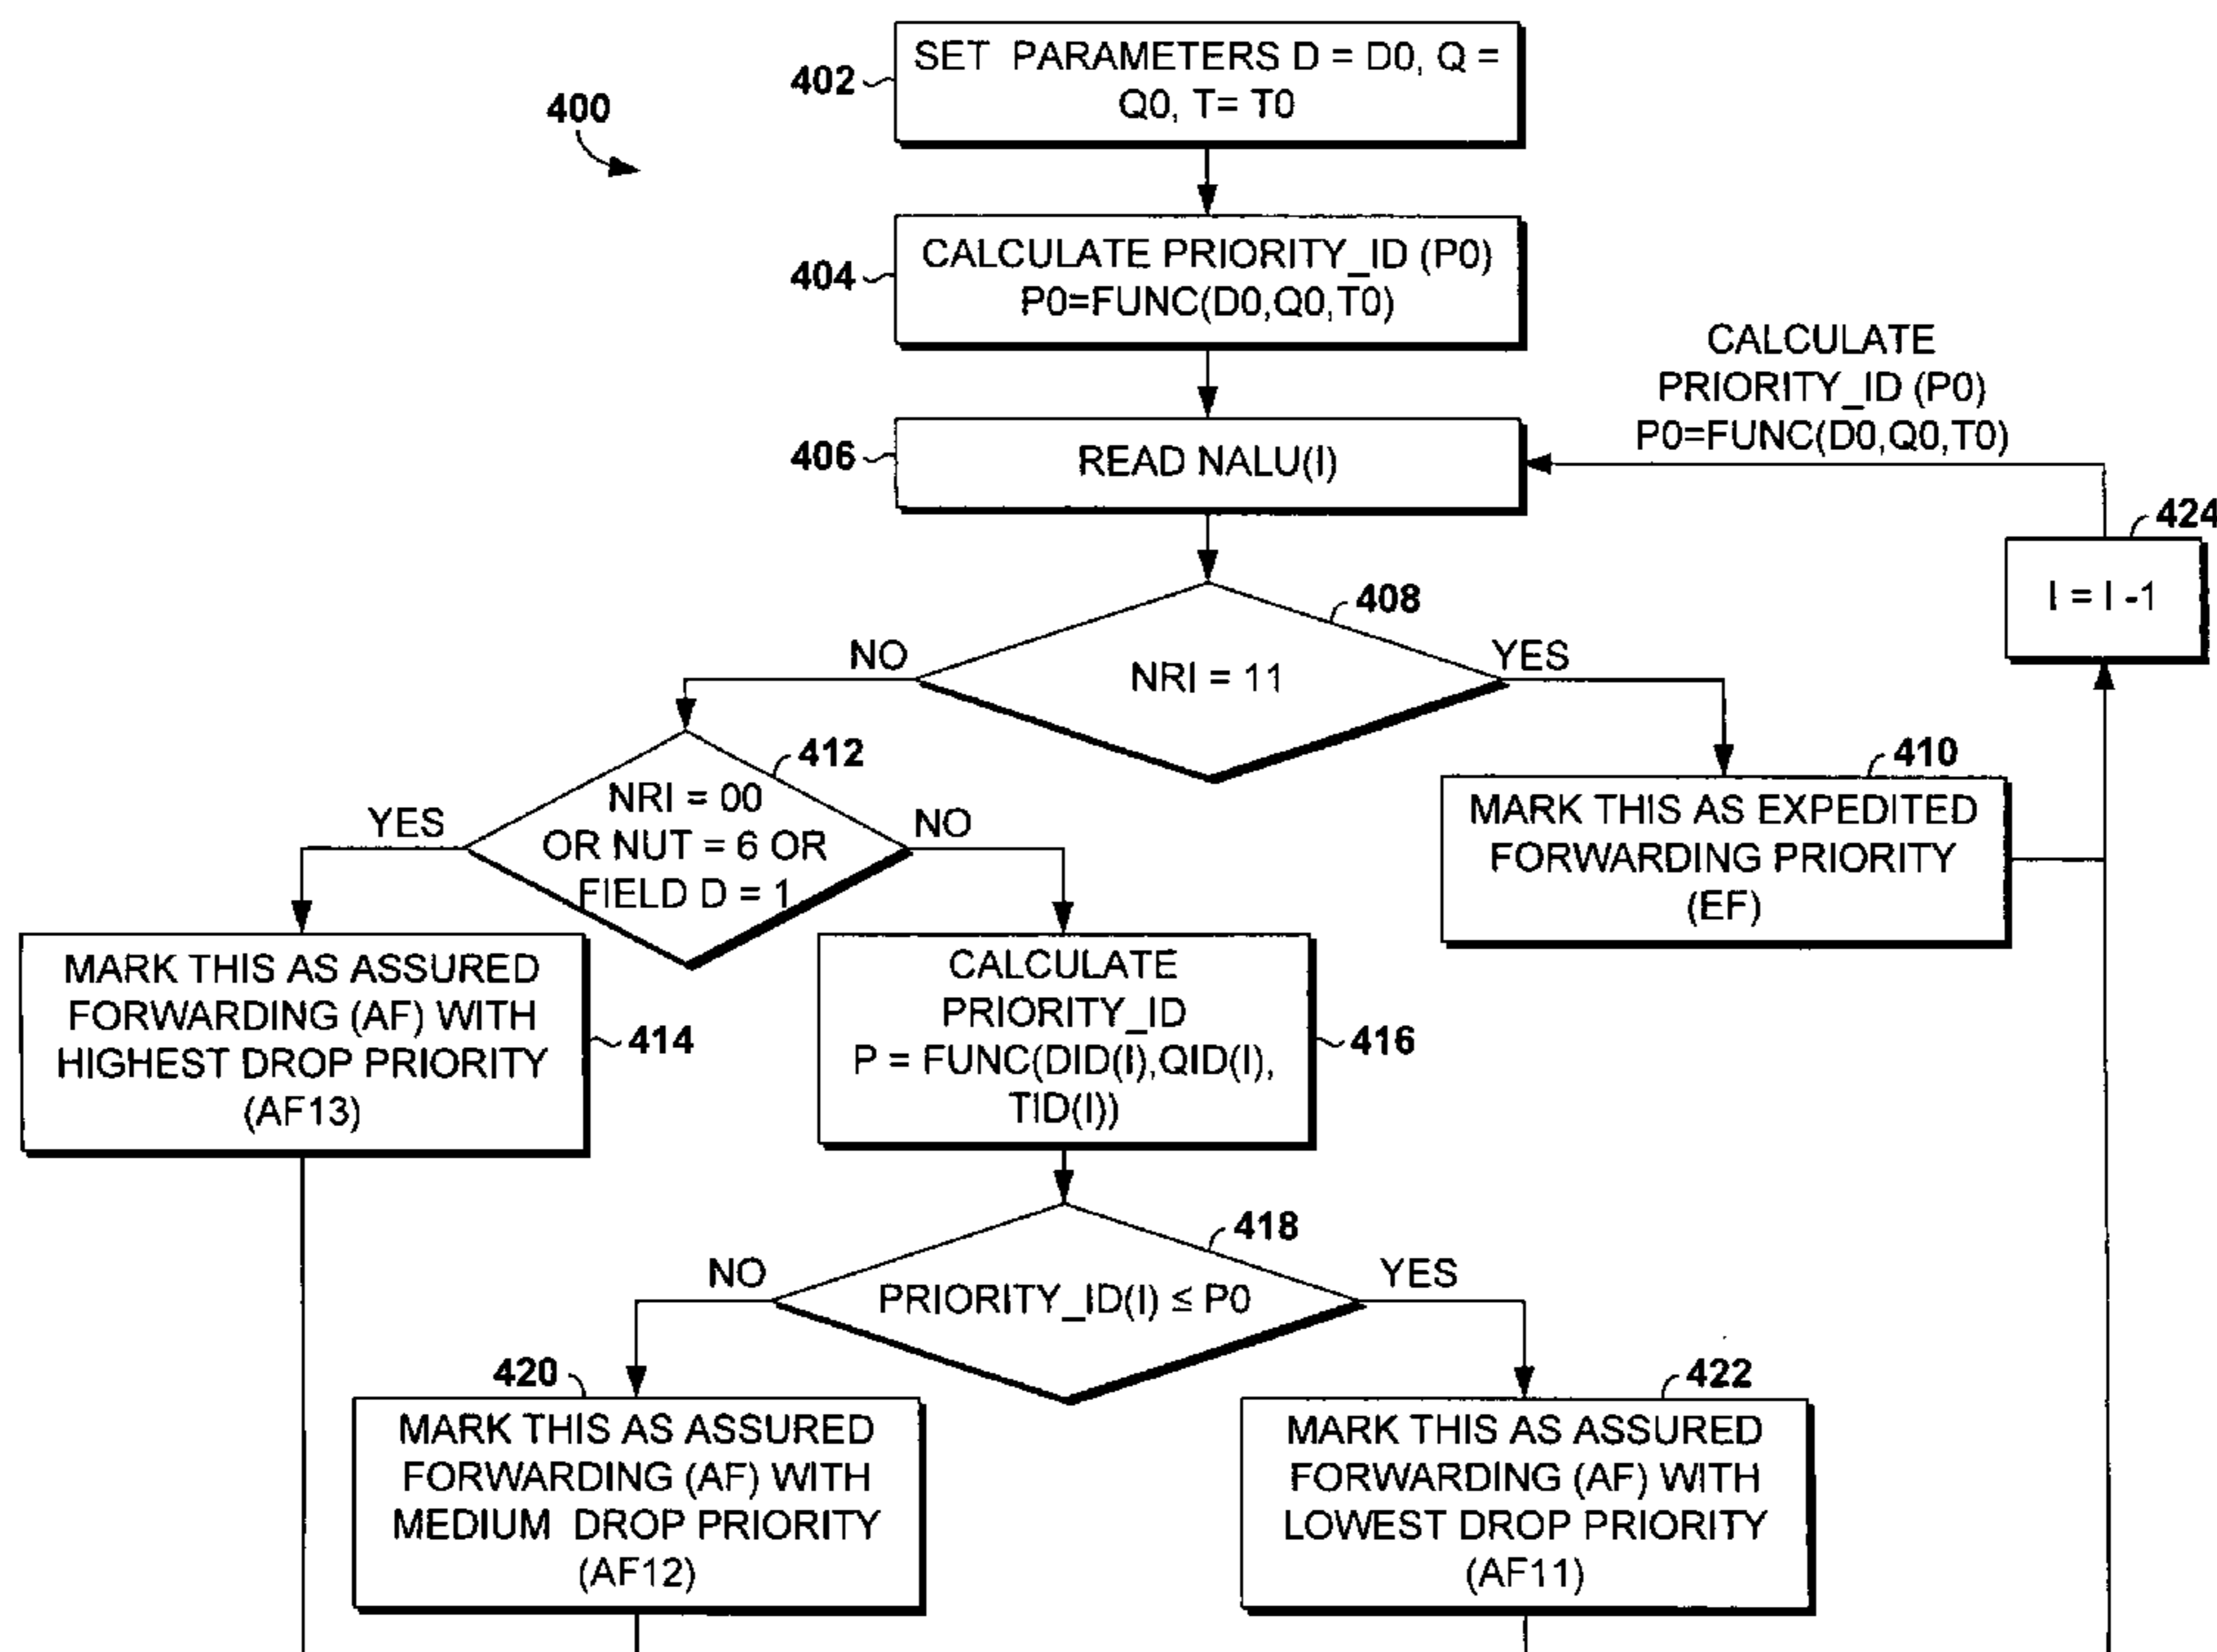 402
SET PARAMETERS D = D0, Q =
Q0, T= T0
400
404
CALCULATE PRIORITY_ID (P0)
P0=FUNC(D0,Q0,T0)
CALCULATE
PRIORITY_ID (P0)
P0=FUNC(D0,Q0,T0)
406
READ NALU(I)
424
I = I -1
408
NO
NRI = 11
YES
412
NRI = 00
OR NUT = 6 OR
FIELD D = 1
YES
NO
410
MARK THIS AS EXPEDITED
FORWARDING PRIORITY
(EF)
MARK THIS AS ASSURED
FORWARDING (AF) WITH
HIGHEST DROP PRIORITY
(AF13)
414
CALCULATE
PRIORITY_ID
P = FUNC(DID(I),QID(I),
TID(I))
416
418
NO
PRIORITY_ID(I) ≤ P0
YES
420
MARK THIS AS ASSURED
FORWARDING (AF) WITH
MEDIUM DROP PRIORITY
(AF12)
422
MARK THIS AS ASSURED
FORWARDING (AF) WITH
LOWEST DROP PRIORITY
(AF11)